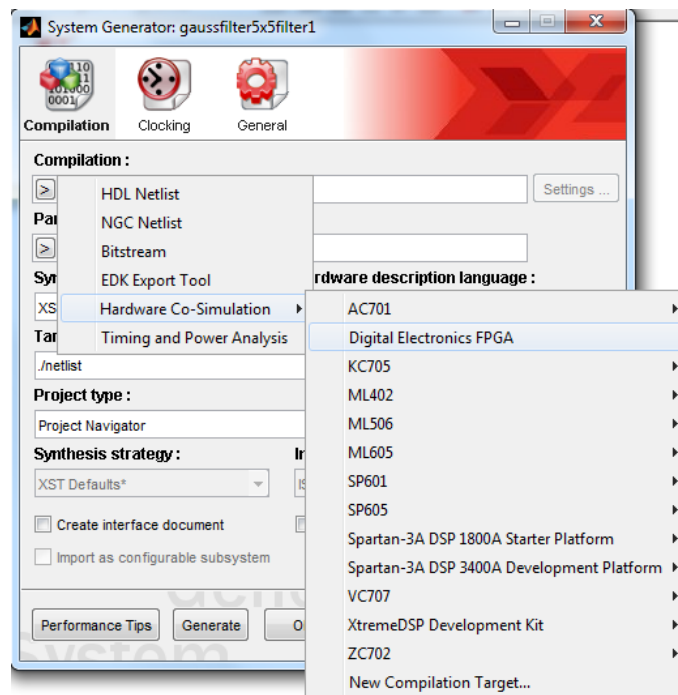 System Generator: gaussfilter5x5filter1
Compilation
Clocking
General
Compilation :
Settings ...
HDL Netlist
NGC Netlist
Bitstream
EDK Export Tool
Hardware Co-Simulation
Timing and Power Analysis
rdware description language :
XS
AC701
Digital Electronics FPGA
KC705
ML402
ML506
ML605
SP601
SP605
Spartan-3A DSP 1800A Starter Platform
Spartan-3A DSP 3400A Development Platform
VC707
XtremeDSP Development Kit
ZC702
New Compilation Target...
./netlist
Project type :
Project Navigator
Synthesis strategy :
XST Defaults*
Create interface document
Import as configurable subsystem
Performance Tips
Generate